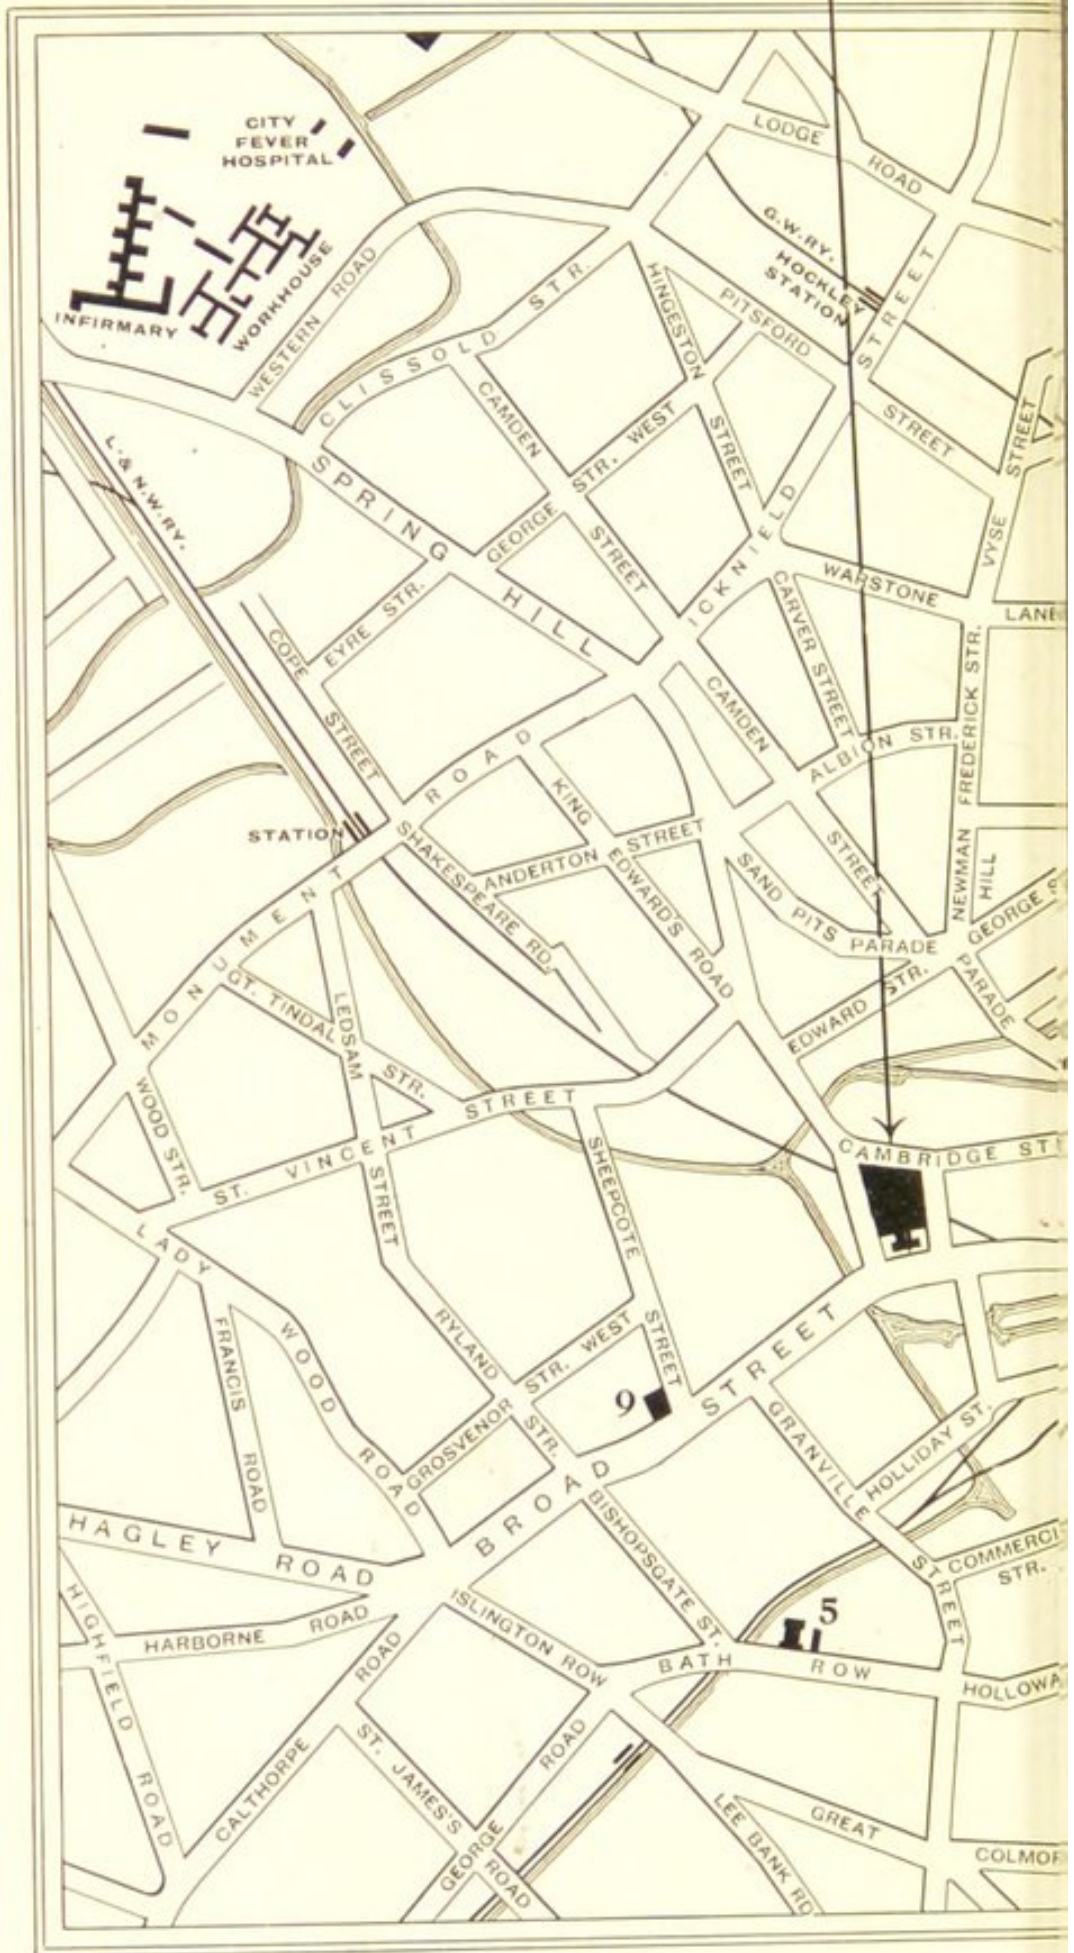 CITY
FEVER
HOSPITAL
LODGE
ROAD
G.W.RY.
HOCKLEY
STATION
INFIRMARY
WORKHOUSE
WESTERN ROAD
CLISSOLD STR.
HINGESTON
STREET
PITSFORD
STREET
STREET
VYSE STREET
L.& N.W.RY.
SPRING HILL
CAMDEN
STREET
GEORGE STR. WEST
ICKNIELD
WARSTONE
LANE
CARVER STREET
COPE
STREET
EYRE STR.
CAMDEN
STREET
ALBION STR.
FREDERICK STR.
NEWMAN
HILL
STATION
MONUMENT ROAD
KING
EDWARD'S ROAD
SHAKESPEARE RD.
ANDERTON STREET
SAND PITS PARADE
GEORGE S
PARADE
EDWARD STR.
GT. TINDAL
STR.
LEDSAM
STREET
WOOD STR.
ST. VINCENT STREET
CAMBRIDGE STR
SHEEPCOTE
STREET
LADY
WOOD
ROAD
FRANCIS
ROAD
RYLAND
STR.
GROSVENOR STR. WEST
9
BROAD STREET
GRANVILLE
STREET
HOLLIDAY ST.
HAGLEY ROAD
BISHOPSGATE ST.
COMMERCI
STR.
HIGHFIELD ROAD
HARBORNE ROAD
ISLINGTON ROW
5
BATH ROW
HOLLOWA
CALTHORPE ROAD
ST. JAMES'S
ROAD
GEORGE ROAD
LEE BANK RD
GREAT
COLMOR